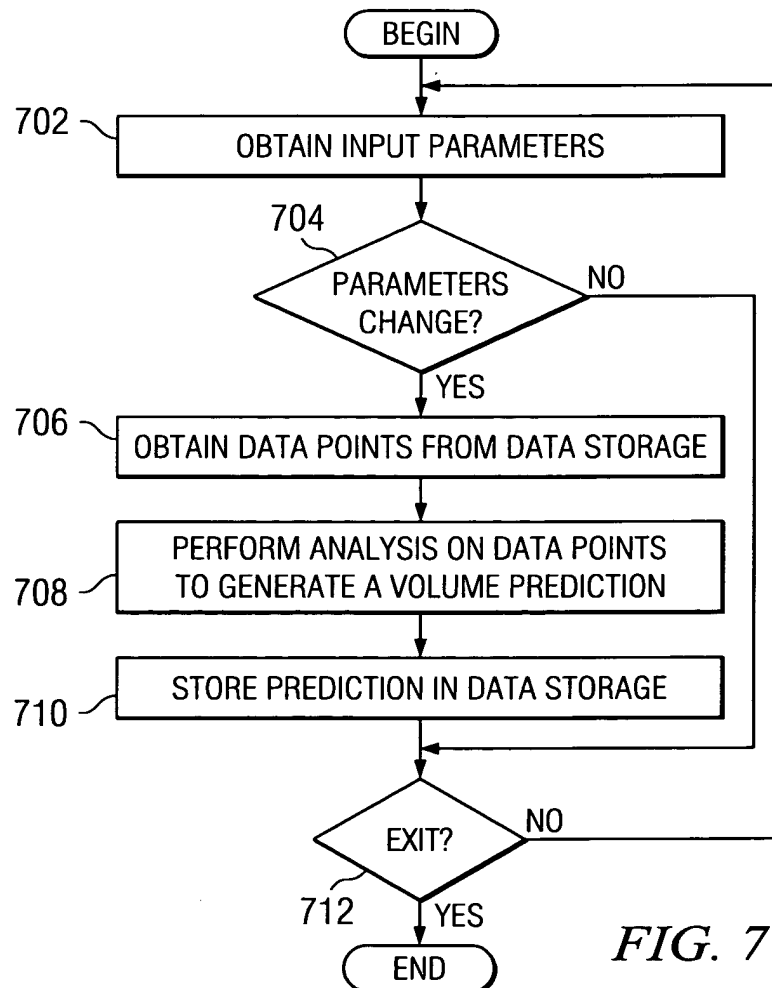 BEGIN
702
OBTAIN INPUT PARAMETERS
704
PARAMETERS
CHANGE?
NO
YES
706
OBTAIN DATA POINTS FROM DATA STORAGE
708
PERFORM ANALYSIS ON DATA POINTS
TO GENERATE A VOLUME PREDICTION
710
STORE PREDICTION IN DATA STORAGE
EXIT?
NO
712
YES
END
FIG. 7